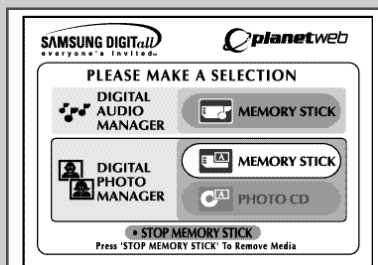 SAMSUNG DIGITall planetweb
everyone's invited™
PLEASE MAKE A SELECTION
DIGITAL
AUDIO
MANAGER
MEMORY STICK
DIGITAL
PHOTO
MANAGER
A
MEMORY STICK
A
PHOTO CD
• STOP MEMORY STICK
Press 'STOP MEMORY STICK' To Remove Media